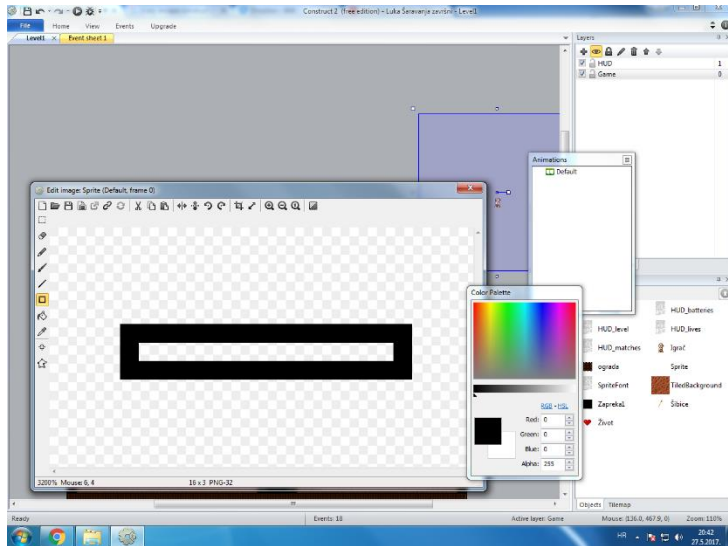 Construct 2 (free edition) - Luka Šaravanja završni - Level1
File Home View Events Upgrade
Level1 × Event sheet 1
Layers
HUD 1
Game 0
Animations
Default
Edit image: Sprite (Default, frame 0)
Color Palette
RGB - HSL
Red: 0
Green: 0
Blue: 0
Alpha: 255
HUD_batteries
HUD_level HUD_lives
HUD_matches Igrač
ograda Sprite
SpriteFont TiledBackground
Zapreka1 Šibice
Život
3200% Mouse: 6, 4 16 x 3 PNG-32
Objects Tilemap
Ready Events: 18 Active layer: Game Mouse: (136.0, 467.9, 0) Zoom: 110%
HR 20:42
27.5.2017.